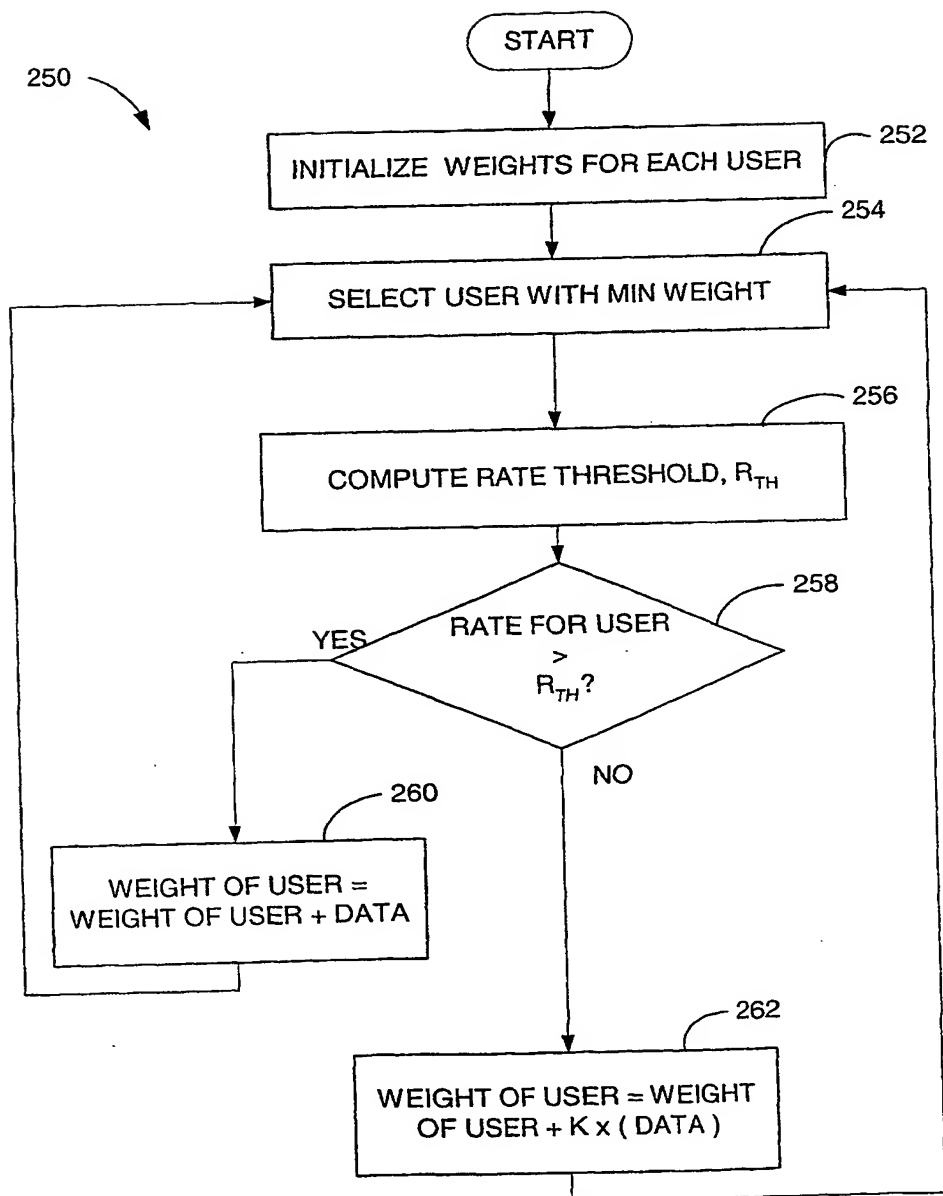 START
250
252
INITIALIZE WEIGHTS FOR EACH USER
254
SELECT USER WITH MIN WEIGHT
256
COMPUTE RATE THRESHOLD, RTH
258
YES
RATE FOR USER
>
RTH?
NO
260
WEIGHT OF USER =
WEIGHT OF USER + DATA
262
WEIGHT OF USER = WEIGHT
OF USER + K x ( DATA )